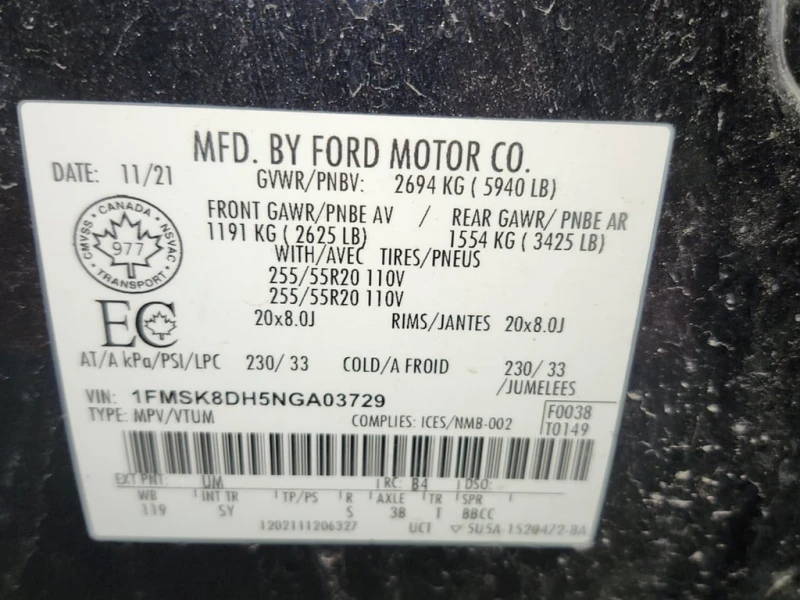 MFD. BY FORD MOTOR CO.
DATE: 11/21
GVWR/PNBV: 2694 KG ( 5940 LB)
FRONT GAWR/PNBE AV / REAR GAWR/ PNBE AR
1191 KG ( 2625 LB) 1554 KG ( 3425 LB)
WITH/AVEC TIRES/PNEUS
255/55R20 110V
255/55R20 110V
20x8.0J RIMS/JANTES 20x8.0J
CANADA
CMVSS NSVAC
977
TRANSPORT
EC
AT/A kPa/PSI/LPC 230/ 33 COLD/A FROID 230/ 33
/JUMELEES
VIN: 1FMSK8DH5NGA03729
TYPE: MPV/VTUM COMPLIES: ICES/NMB-002
F0038
T0149
EXT PNT: UM RC: B4 DSO:
WB INT TR TP/PS R AXLE TR SPR
119 SY S 3B T BBCC
1202111206327 UCT 5U5A-1520472-BA